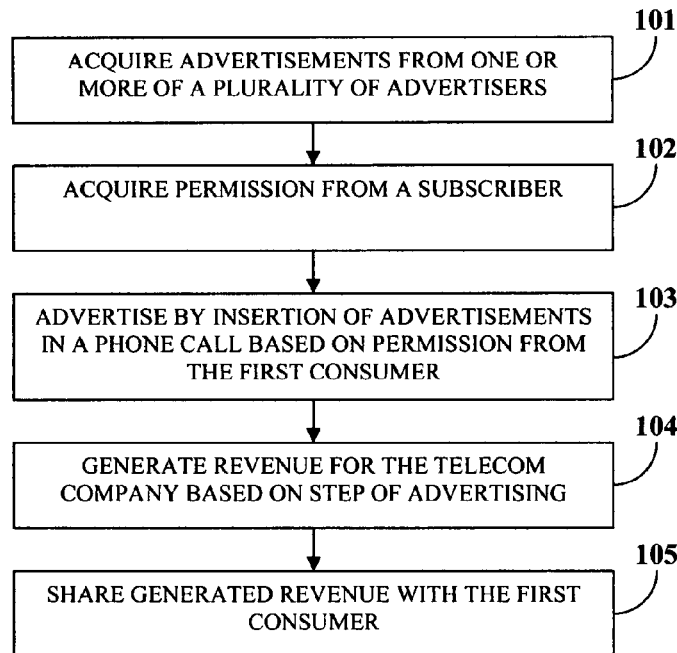 101
ACQUIRE ADVERTISEMENTS FROM ONE OR
MORE OF A PLURALITY OF ADVERTISERS
102
ACQUIRE PERMISSION FROM A SUBSCRIBER
103
ADVERTISE BY INSERTION OF ADVERTISEMENTS
IN A PHONE CALL BASED ON PERMISSION FROM
THE FIRST CONSUMER
104
GENERATE REVENUE FOR THE TELECOM
COMPANY BASED ON STEP OF ADVERTISING
105
SHARE GENERATED REVENUE WITH THE FIRST
CONSUMER